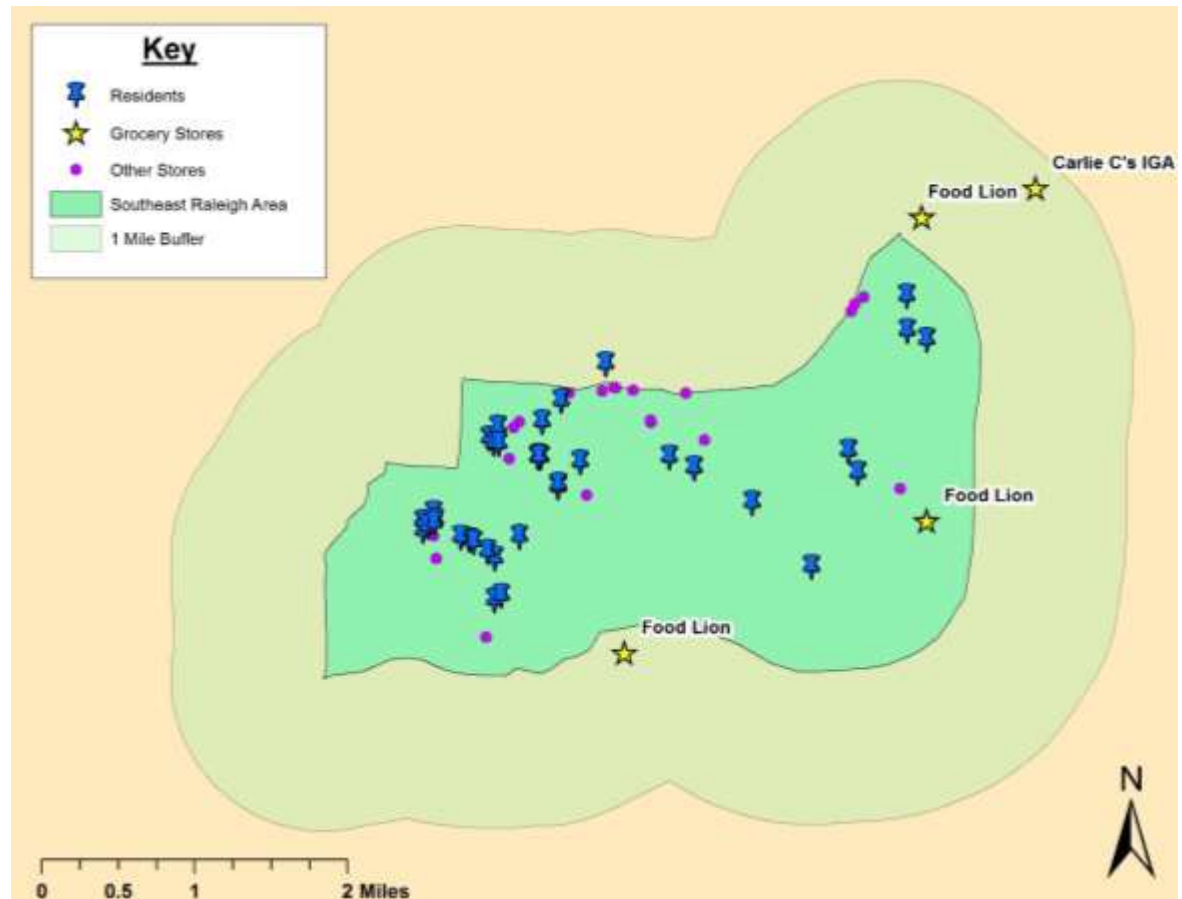 Key
Residents
Grocery Stores
Other Stores
Southeast Raleigh Area
1 Mile Buffer
Carlie C's IGA
Food Lion
Food Lion
Food Lion
N
0 0.5 1 2 Miles